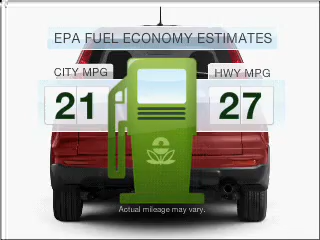 EPA FUEL ECONOMY ESTIMATES
CITY MPG
HWY MPG
21
27
Actual mileage may vary.